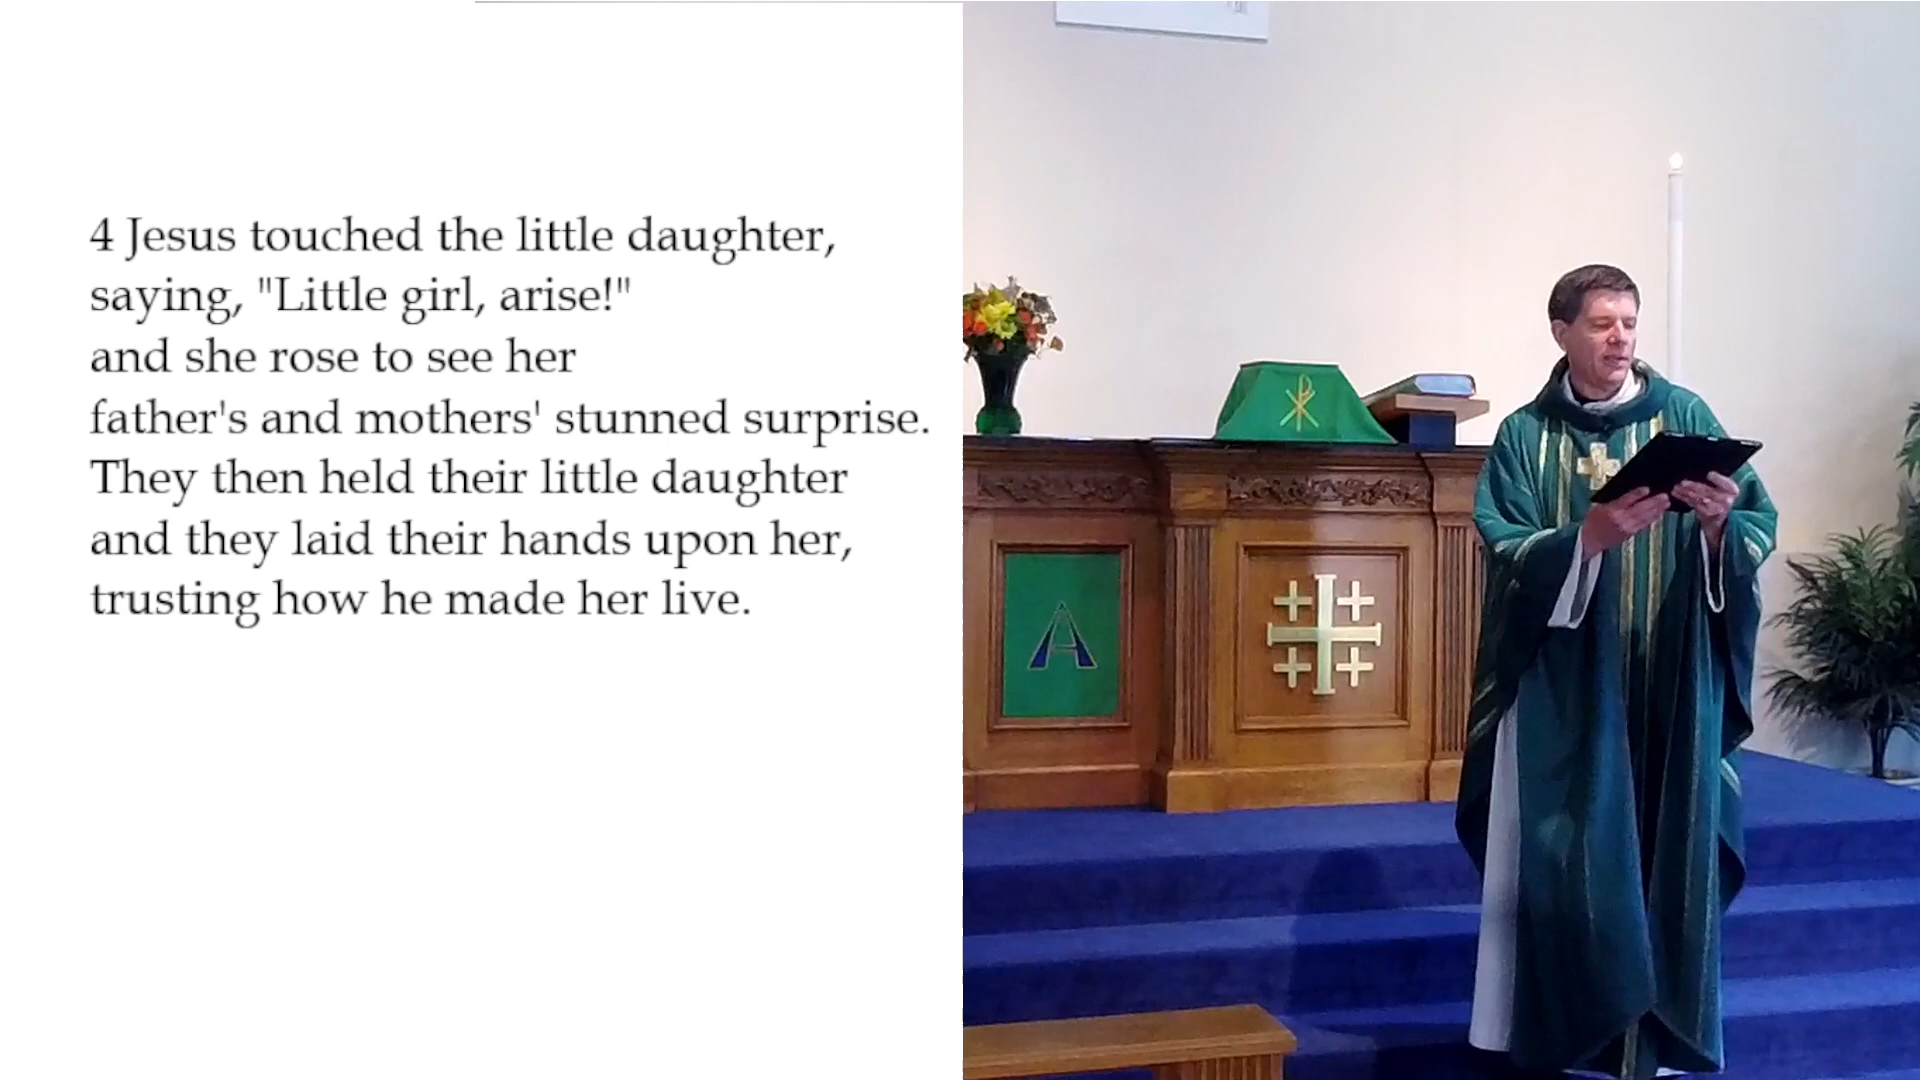 4 Jesus touched the little daughter,
saying, "Little girl, arise!"
and she rose to see her
father's and mothers' stunned surprise.
They then held their little daughter
and they laid their hands upon her,
trusting how he made her live.
Α